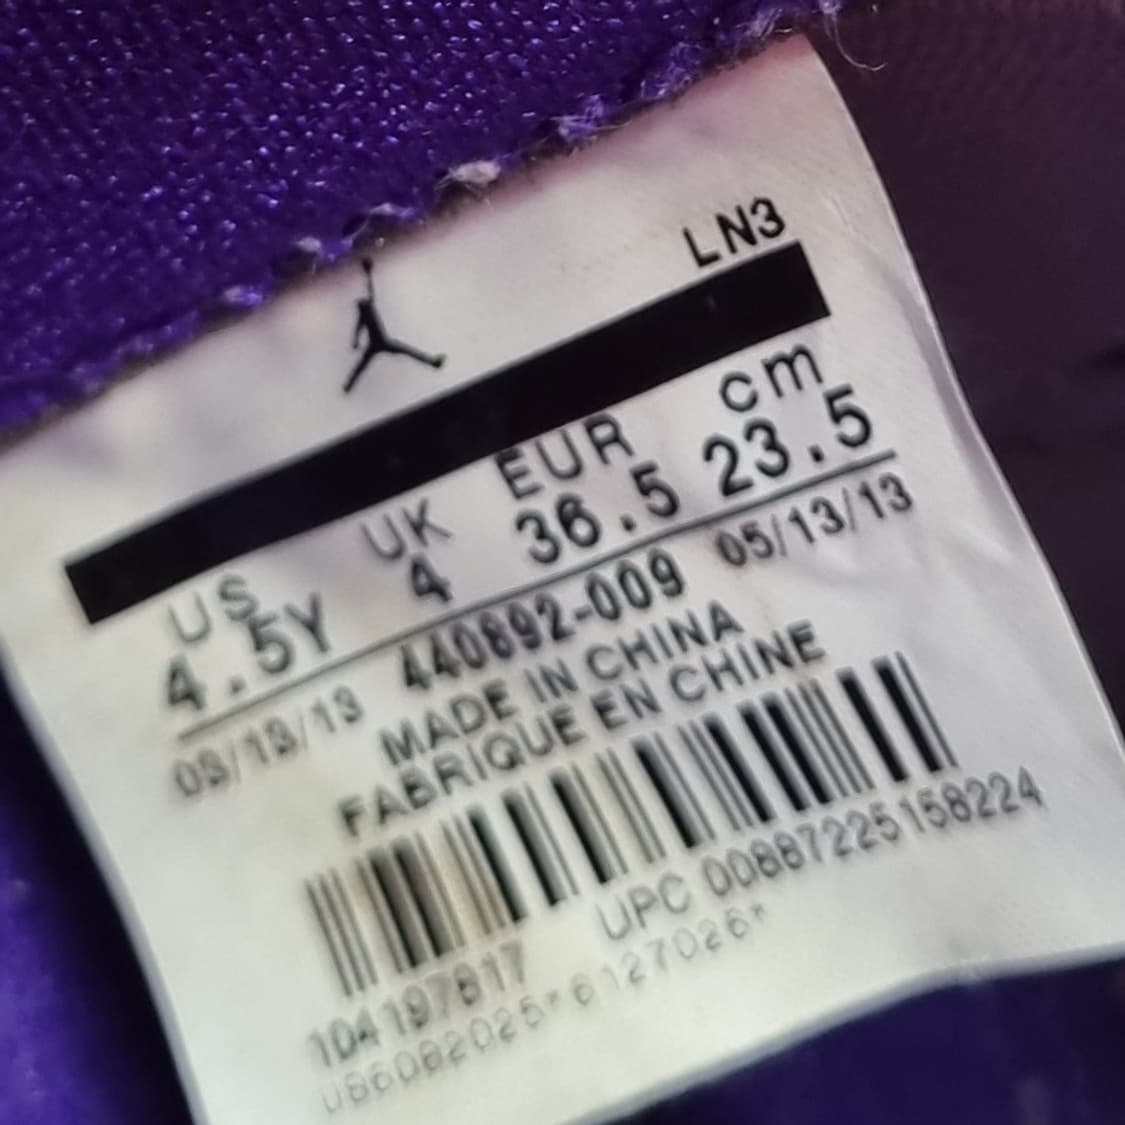 LN3
US UK EUR cm
4.5Y 4 36.5 23.5
03/13/13 440892-009 05/13/13
MADE IN CHINA
FABRIQUE EN CHINE
UPC 00887225158224
104197817